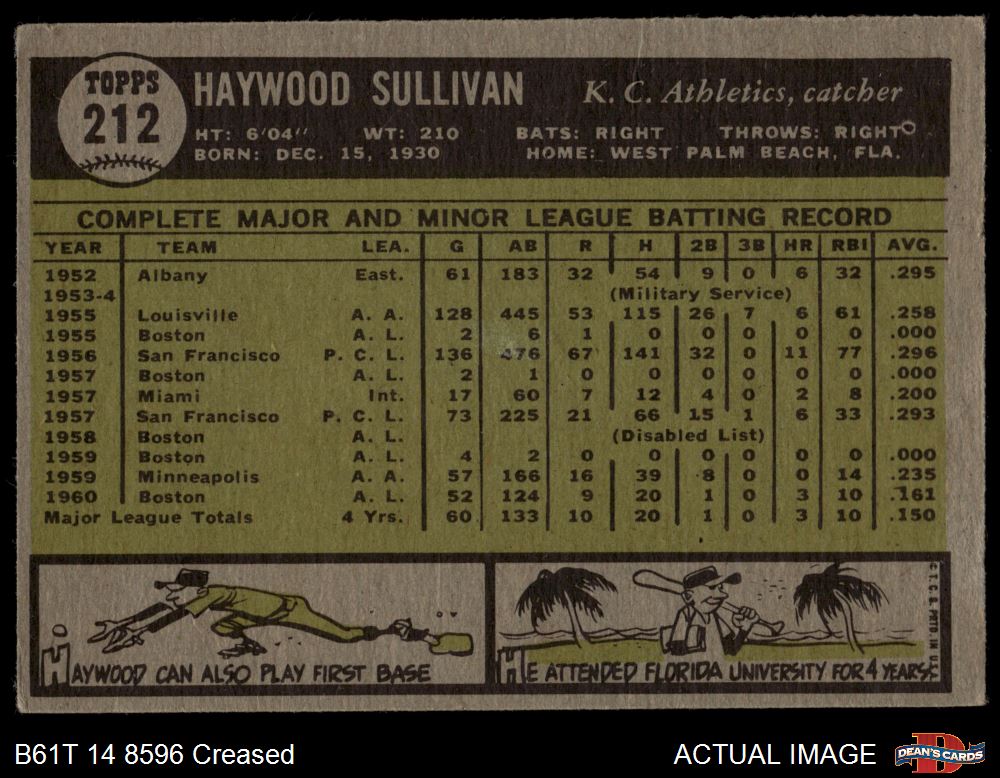 TOPPS
212
HAYWOOD SULLIVAN K. C. Athletics, catcher
HT: 6'04" WT: 210 BATS: RIGHT THROWS: RIGHT
BORN: DEC. 15, 1930 HOME: WEST PALM BEACH, FLA.
COMPLETE MAJOR AND MINOR LEAGUE BATTING RECORD
YEAR TEAM LEA. G AB R H 2B 3B HR RBI AVG.
1952 Albany East. 61 183 32 54 9 0 6 32 .295
1953-4 (Military Service)
1955 Louisville A. A. 128 445 53 115 26 7 6 61 .258
1955 Boston A. L. 2 6 1 0 0 0 0 0 .000
1956 San Francisco P. C. L. 136 476 67 141 32 0 11 77 .296
1957 Boston A. L. 2 1 0 0 0 0 0 0 .000
1957 Miami Int. 17 60 7 12 4 0 2 8 .200
1957 San Francisco P. C. L. 73 225 21 66 15 1 6 33 .293
1958 Boston A. L. (Disabled List)
1959 Boston A. L. 4 2 0 0 0 0 0 0 .000
1959 Minneapolis A. A. 57 166 16 39 8 0 0 14 .235
1960 Boston A. L. 52 124 9 20 1 0 3 10 .161
Major League Totals 4 Yrs. 60 133 10 20 1 0 3 10 .150
HAYWOOD CAN ALSO PLAY FIRST BASE
HE ATTENDED FLORIDA UNIVERSITY FOR 4 YEARS
© T. C. G. PRTD. IN U.S.
B61T 14 8596 Creased ACTUAL IMAGE
DEAN'S CARDS